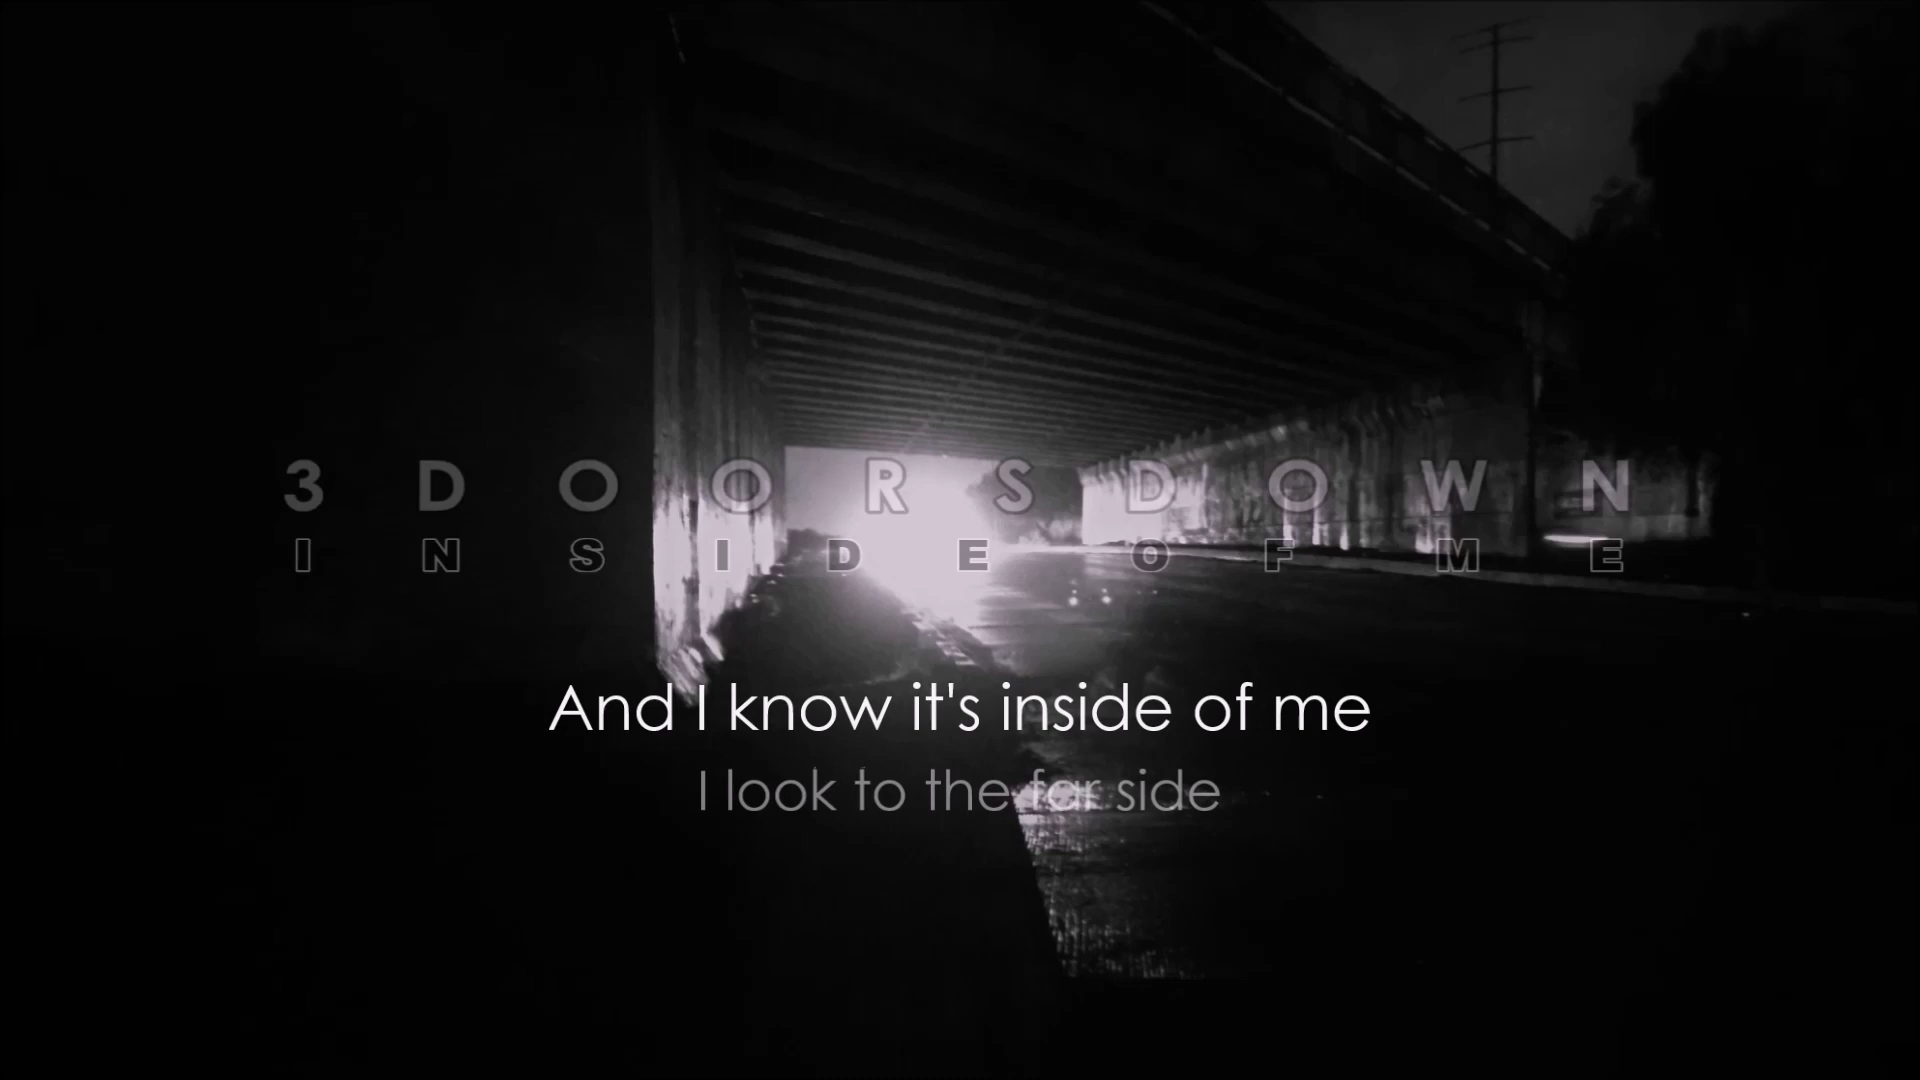 3 DOORS DOWN
INSIDE OF ME
And I know it's inside of me
I look to the far side